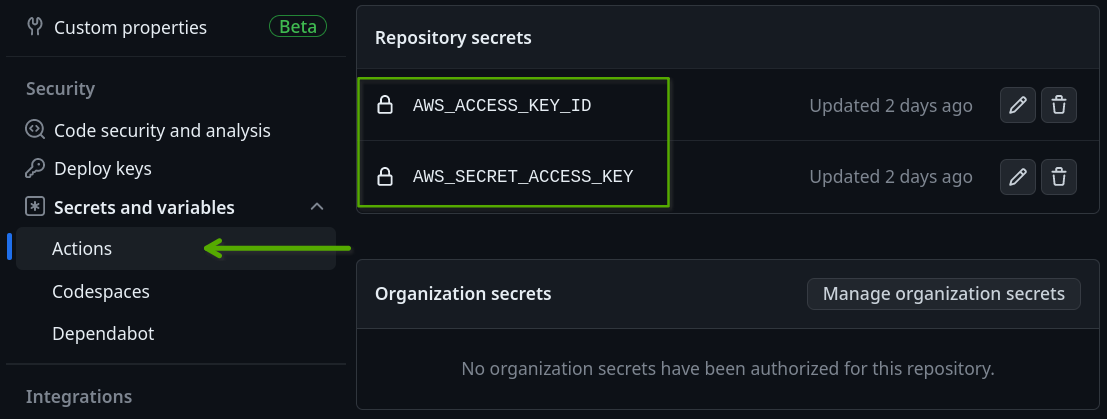 Custom properties
Beta
Security
Code security and analysis
Deploy keys
Secrets and variables
Actions
Codespaces
Dependabot
Integrations
Repository secrets
AWS_ACCESS_KEY_ID Updated 2 days ago
AWS_SECRET_ACCESS_KEY Updated 2 days ago
Organization secrets Manage organization secrets
No organization secrets have been authorized for this repository.